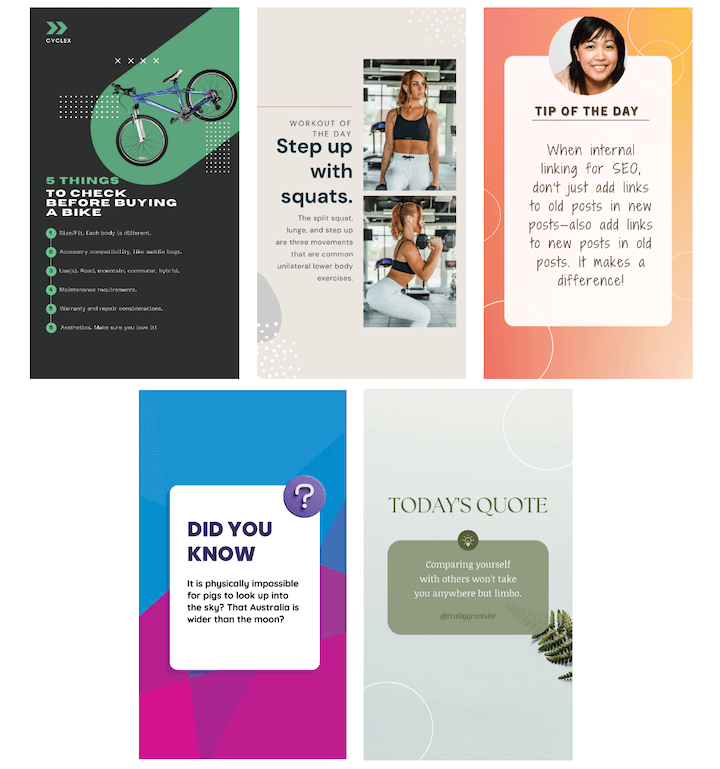 CYCLEX
5 THINGS
TO CHECK
BEFORE BUYING
A BIKE
1 Size/Fit. Each body is different.
2 Accessory compatibility, like saddle bags.
3 Use(s). Road, mountain, commuter, hybrid.
4 Maintenance requirements.
5 Warranty and repair considerations.
6 Aesthetics. Make sure you love it!
WORKOUT OF
THE DAY
Step up
with
squats.
The split squat,
lunge, and step up
are three movements
that are common
unilateral lower body
exercises.
TIP OF THE DAY
When internal
linking for SEO,
don't just add links
to old posts in new
posts—also add links
to new posts in old
posts. It makes a
difference!
?
DID YOU
KNOW
It is physically impossible
for pigs to look up into
the sky? That Australia is
wider than the moon?
TODAY'S QUOTE
Comparing yourself
with others won't take
you anywhere but limbo.
@reallygreatsite